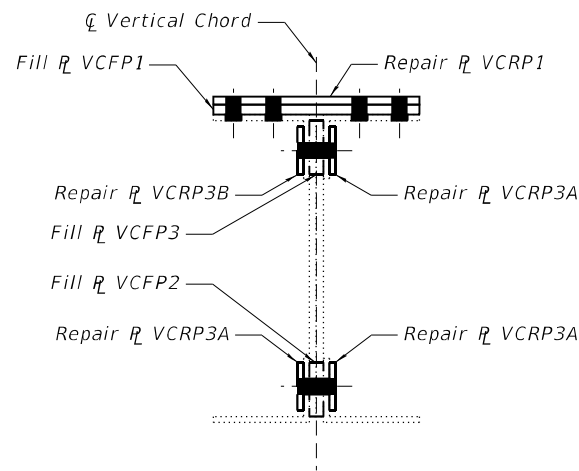 ℄ Vertical Chord
Fill ⅊ VCFP1
Repair ⅊ VCRP1
Repair ⅊ VCRP3B
Repair ⅊ VCRP3A
Fill ⅊ VCFP3
Fill ⅊ VCFP2
Repair ⅊ VCRP3A
Repair ⅊ VCRP3A